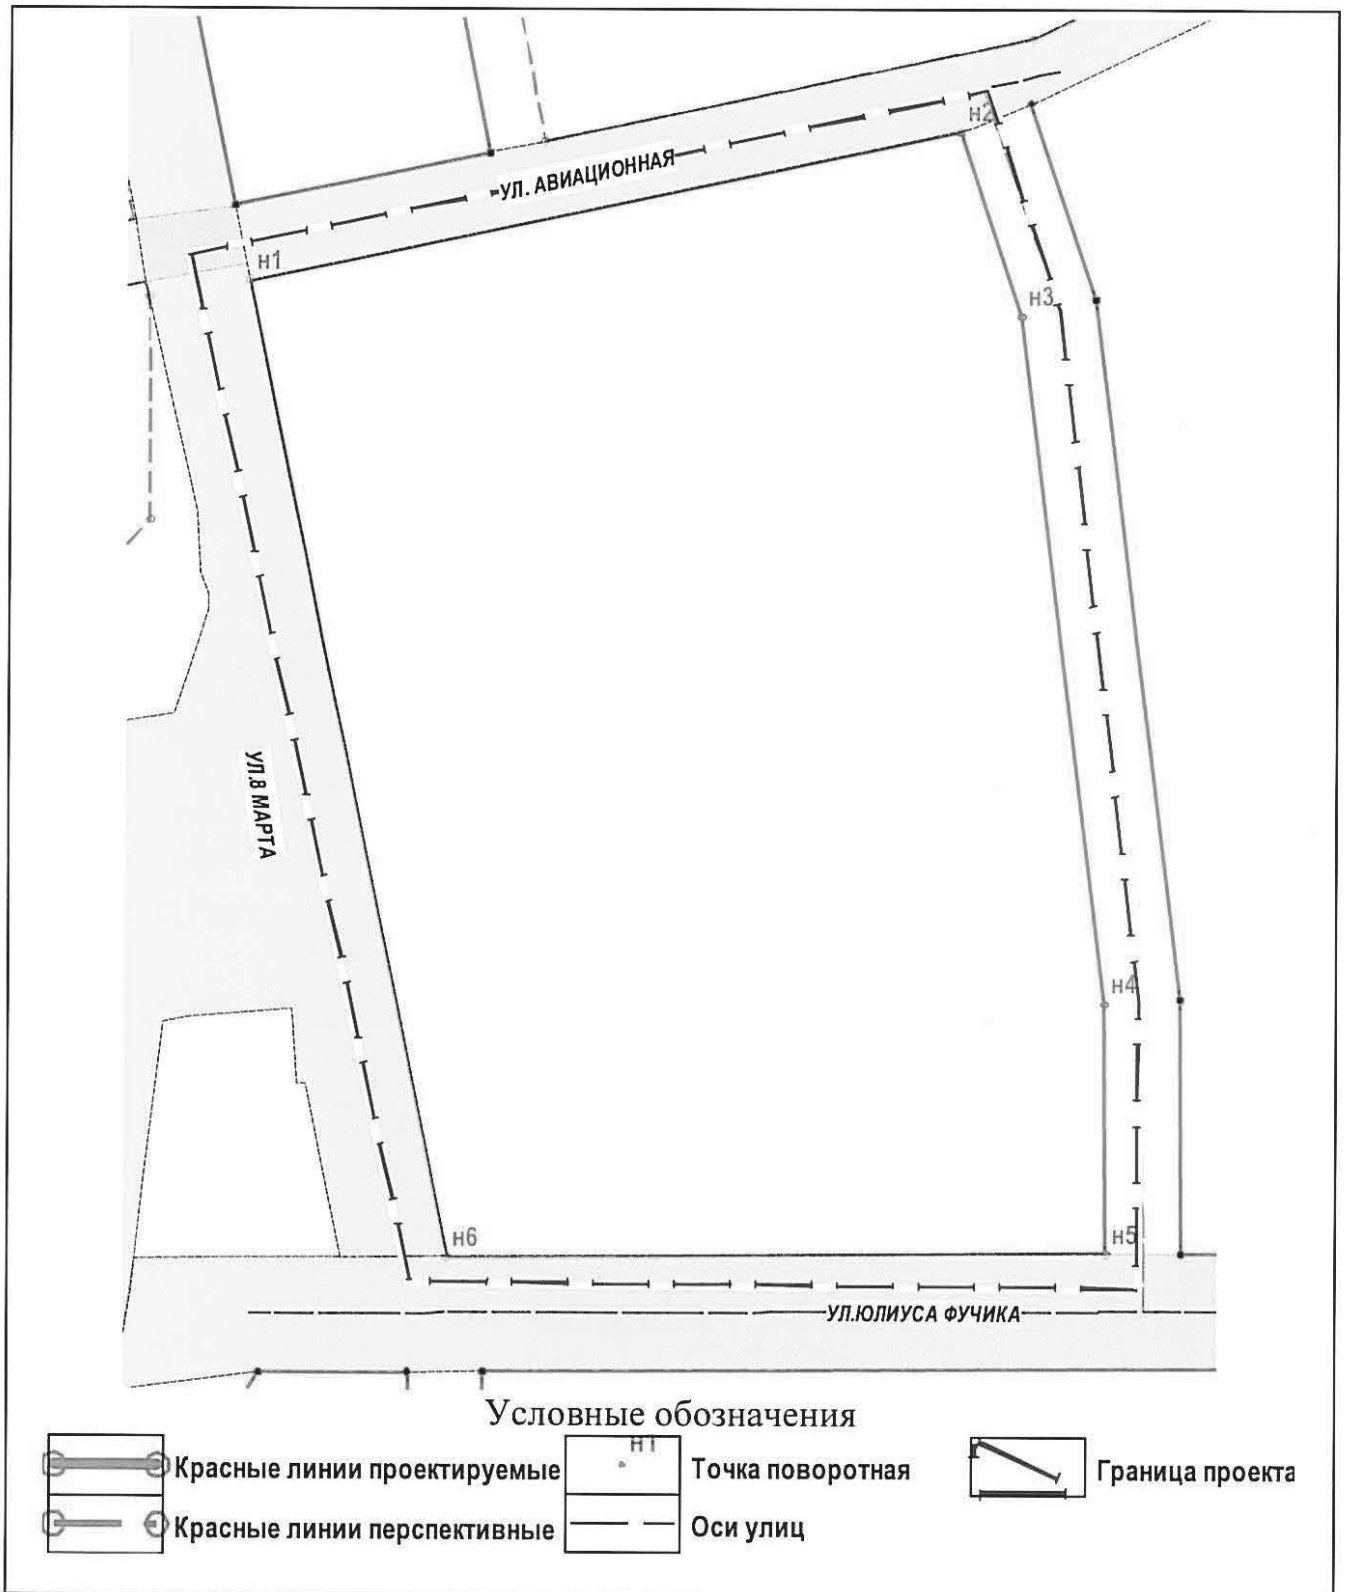 н2
УЛ. АВИАЦИОННАЯ
н1
н3
УЛ.8 МАРТА
н4
н6
н5
УЛ.ЮЛИУСА ФУЧИКА
Условные обозначения
Красные линии проектируемые
н1
Точка поворотная
Граница проекта
Красные линии перспективные
Оси улиц